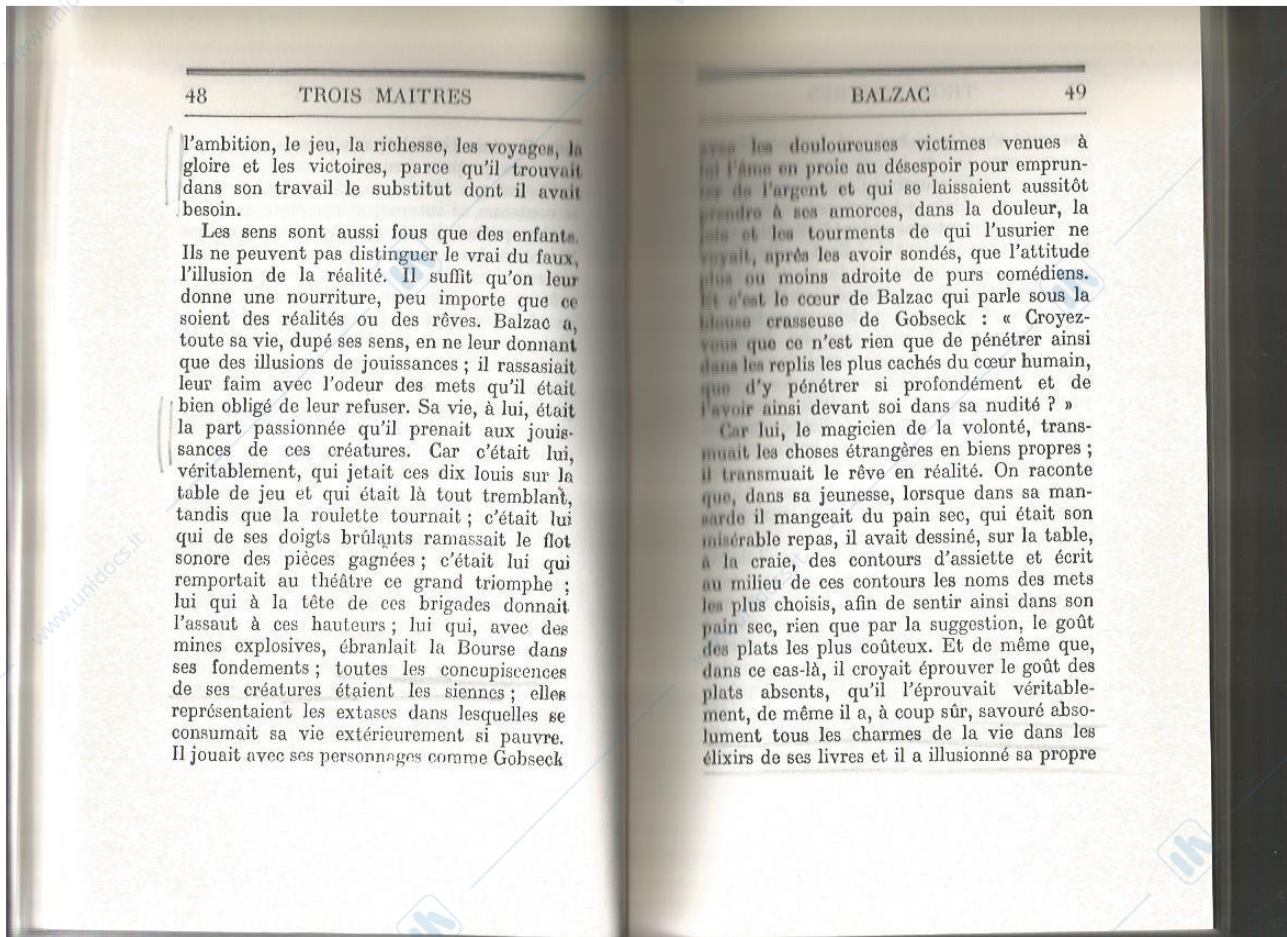 48 TROIS MAITRES
l'ambition, le jeu, la richesse, les voyages, la
gloire et les victoires, parce qu'il trouvait
dans son travail le substitut dont il avait
besoin.
Les sens sont aussi fous que des enfants.
Ils ne peuvent pas distinguer le vrai du faux,
l'illusion de la réalité. Il suffit qu'on leur
donne une nourriture, peu importe que ce
soient des réalités ou des rêves. Balzac a,
toute sa vie, dupé ses sens, en ne leur donnant
que des illusions de jouissances ; il rassasiait
leur faim avec l'odeur des mets qu'il était
bien obligé de leur refuser. Sa vie, à lui, était
la part passionnée qu'il prenait aux jouis-
sances de ces créatures. Car c'était lui,
véritablement, qui jetait ces dix louis sur la
table de jeu et qui était là tout tremblant,
tandis que la roulette tournait ; c'était lui
qui de ses doigts brûlants ramassait le flot
sonore des pièces gagnées ; c'était lui qui
remportait au théâtre ce grand triomphe ;
lui qui à la tête de ces brigades donnait
l'assaut à ces hauteurs ; lui qui, avec des
mines explosives, ébranlait la Bourse dans
ses fondements ; toutes les concupiscences
de ses créatures étaient les siennes ; elles
représentaient les extases dans lesquelles se
consumait sa vie extérieurement si pauvre.
Il jouait avec ses personnages comme Gobseck
BALZAC 49
avec les douloureuses victimes venues à
lui l'âme en proie au désespoir pour emprun-
ter de l'argent et qui se laissaient aussitôt
prendre à ses amorces, dans la douleur, la
joie et les tourments de qui l'usurier ne
voyait, après les avoir sondés, que l'attitude
plus ou moins adroite de purs comédiens.
Et c'est le cœur de Balzac qui parle sous la
blouse crasseuse de Gobseck : « Croyez-
vous que ce n'est rien que de pénétrer ainsi
dans les replis les plus cachés du cœur humain,
que d'y pénétrer si profondément et de
l'avoir ainsi devant soi dans sa nudité ? »
Car lui, le magicien de la volonté, trans-
muait les choses étrangères en biens propres ;
il transmuait le rêve en réalité. On raconte
que, dans sa jeunesse, lorsque dans sa man-
sarde il mangeait du pain sec, qui était son
misérable repas, il avait dessiné, sur la table,
à la craie, des contours d'assiette et écrit
au milieu de ces contours les noms des mets
les plus choisis, afin de sentir ainsi dans son
pain sec, rien que par la suggestion, le goût
des plats les plus coûteux. Et de même que,
dans ce cas-là, il croyait éprouver le goût des
plats absents, qu'il l'éprouvait véritable-
ment, de même il a, à coup sûr, savouré abso-
lument tous les charmes de la vie dans les
élixirs de ses livres et il a illusionné sa propre
www.unidocs.it